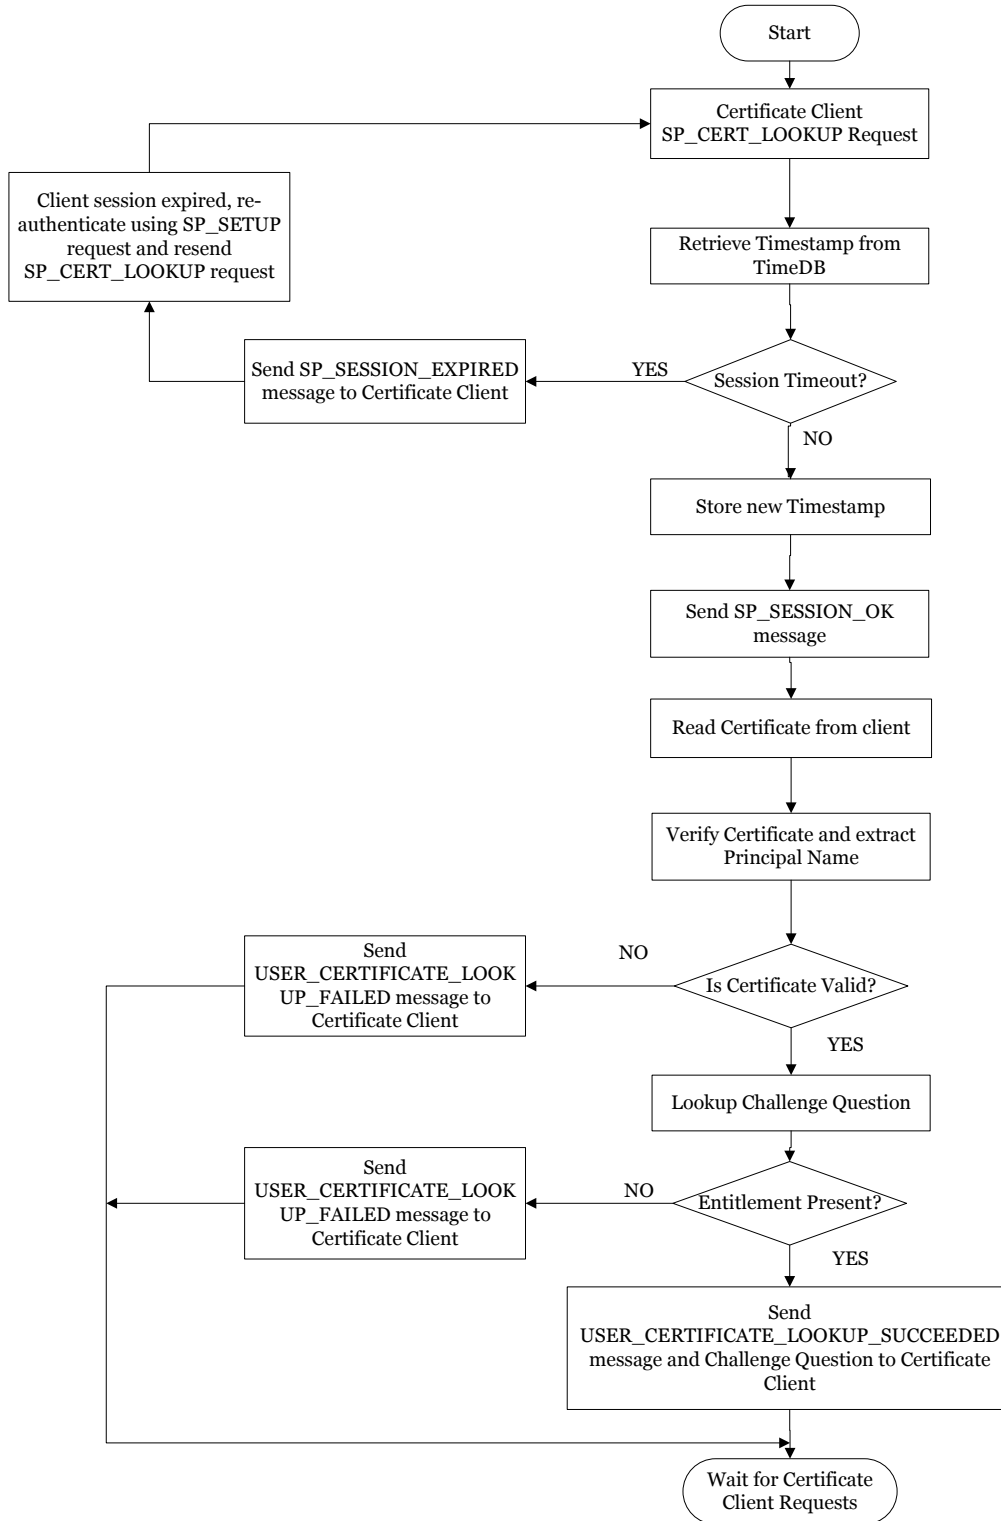 Start
Certificate Client
SP_CERT_LOOKUP Request
Client session expired, re-
authenticate using SP_SETUP
request and resend
SP_CERT_LOOKUP request
Retrieve Timestamp from
TimeDB
Send SP_SESSION_EXPIRED
message to Certificate Client
YES
Session Timeout?
NO
Store new Timestamp
Send SP_SESSION_OK
message
Read Certificate from client
Verify Certificate and extract
Principal Name
Send
USER_CERTIFICATE_LOOK
UP_FAILED message to
Certificate Client
NO
Is Certificate Valid?
YES
Lookup Challenge Question
Send
USER_CERTIFICATE_LOOK
UP_FAILED message to
Certificate Client
NO
Entitlement Present?
YES
Send
USER_CERTIFICATE_LOOKUP_SUCCEEDED
message and Challenge Question to Certificate
Client
Wait for Certificate
Client Requests